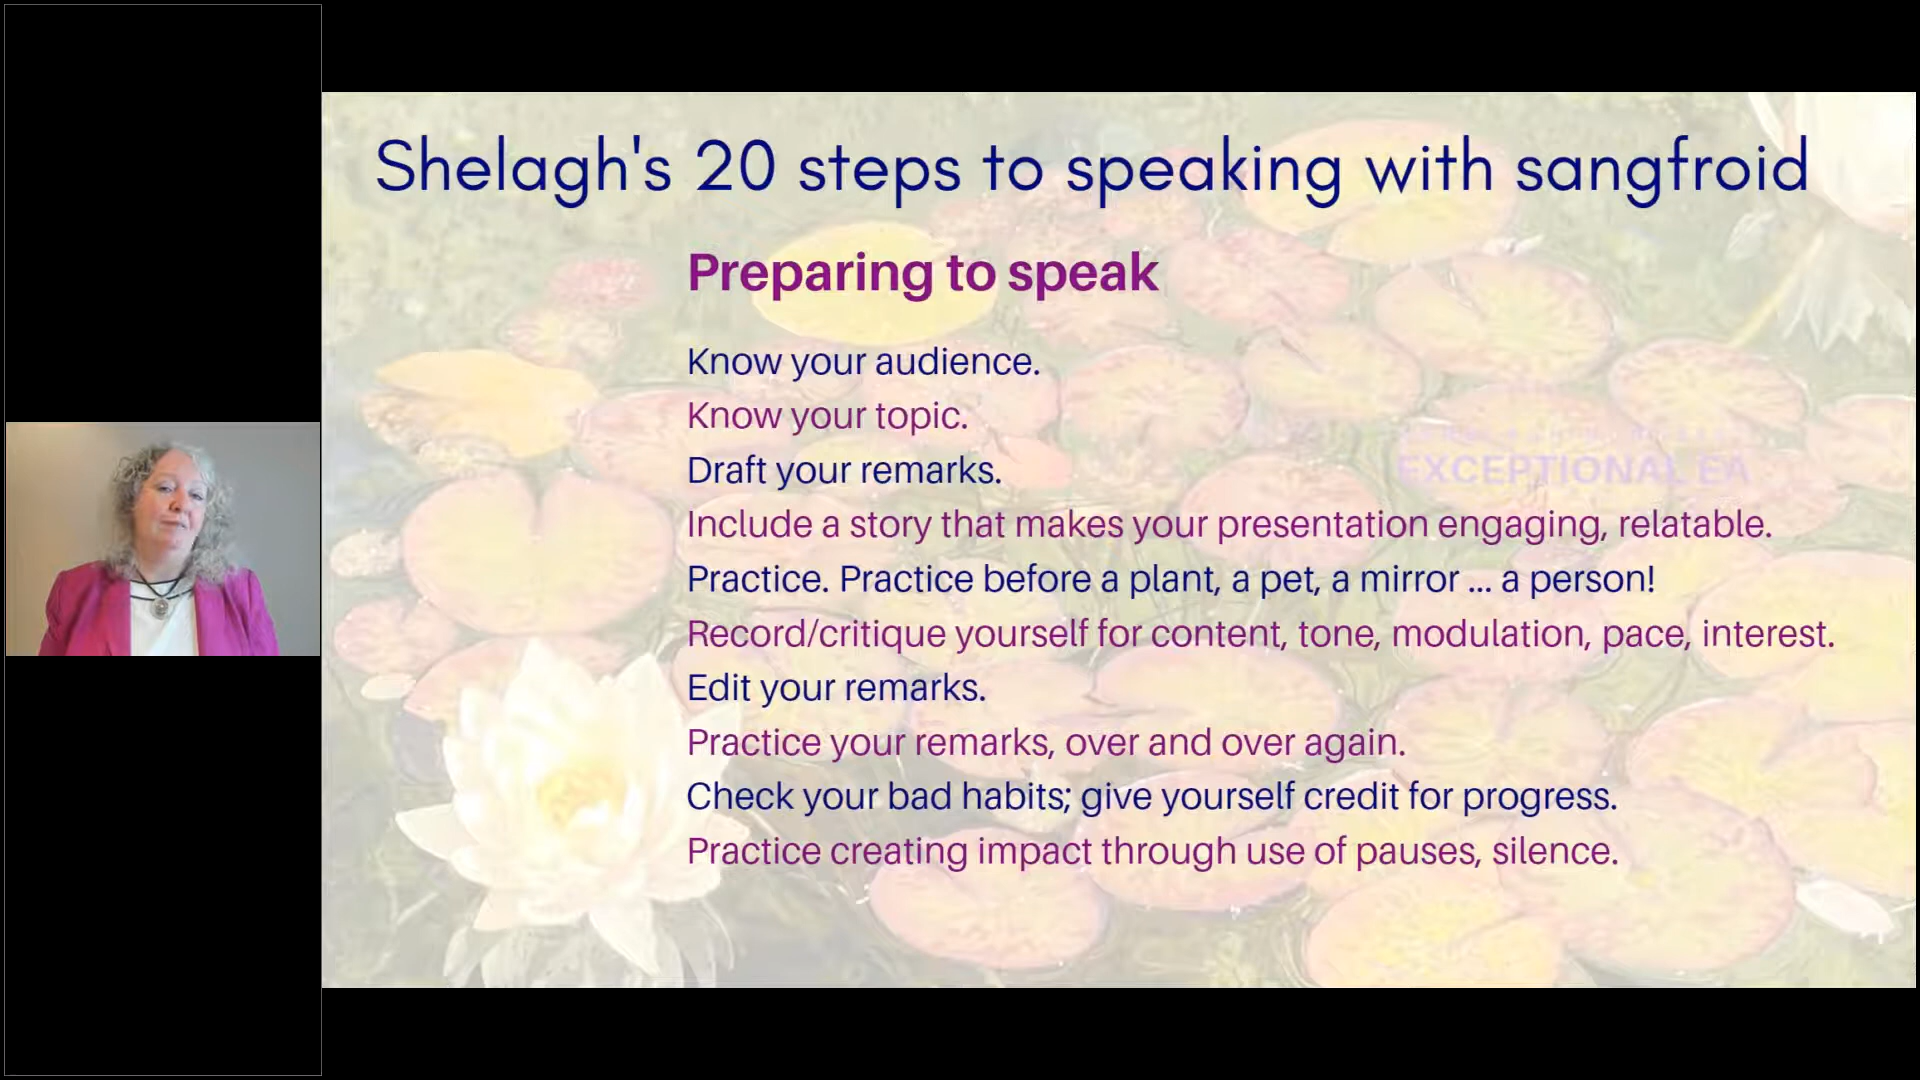 Shelagh's 20 steps to speaking with sangfroid
Preparing to speak
Know your audience.
Know your topic.
Draft your remarks.
EXCEPTIONAL EA
Include a story that makes your presentation engaging, relatable.
Practice. Practice before a plant, a pet, a mirror ... a person!
Record/critique yourself for content, tone, modulation, pace, interest.
Edit your remarks.
Practice your remarks, over and over again.
Check your bad habits; give yourself credit for progress.
Practice creating impact through use of pauses, silence.